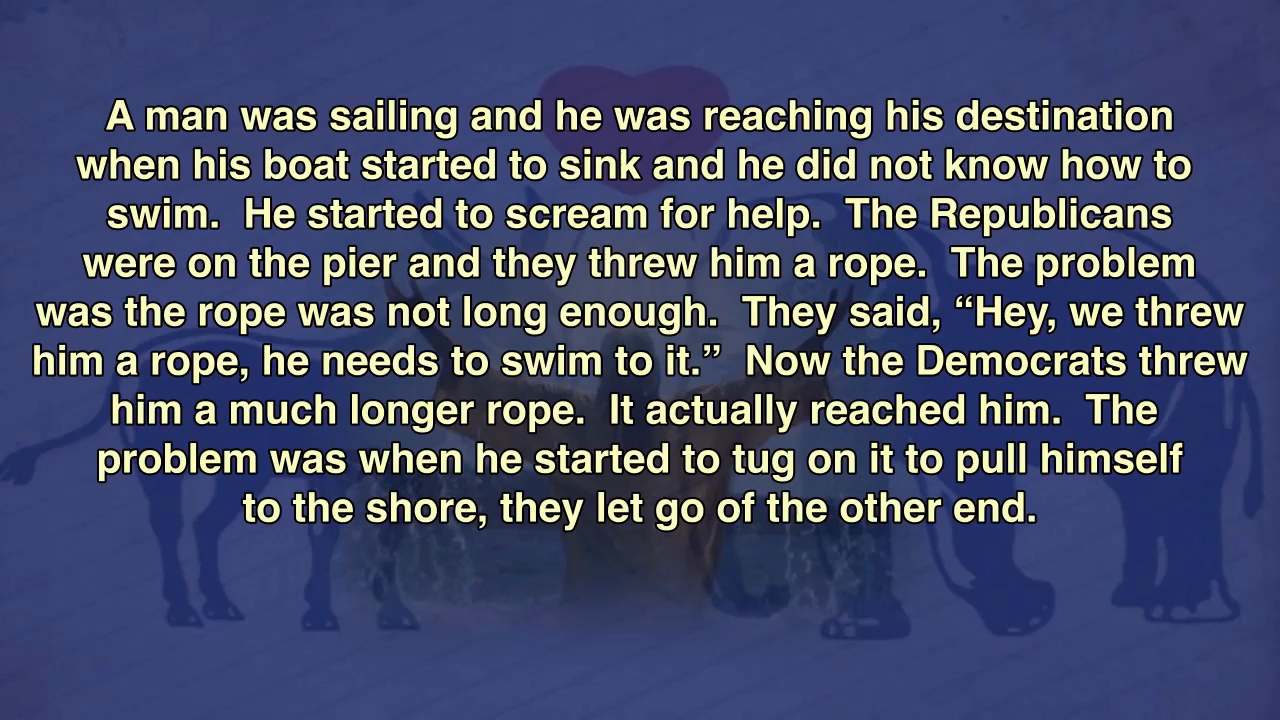 A man was sailing and he was reaching his destination
when his boat started to sink and he did not know how to
swim.  He started to scream for help.  The Republicans
were on the pier and they threw him a rope.  The problem
was the rope was not long enough.  They said, “Hey, we threw
him a rope, he needs to swim to it.”  Now the Democrats threw
him a much longer rope.  It actually reached him.  The
problem was when he started to tug on it to pull himself
to the shore, they let go of the other end.